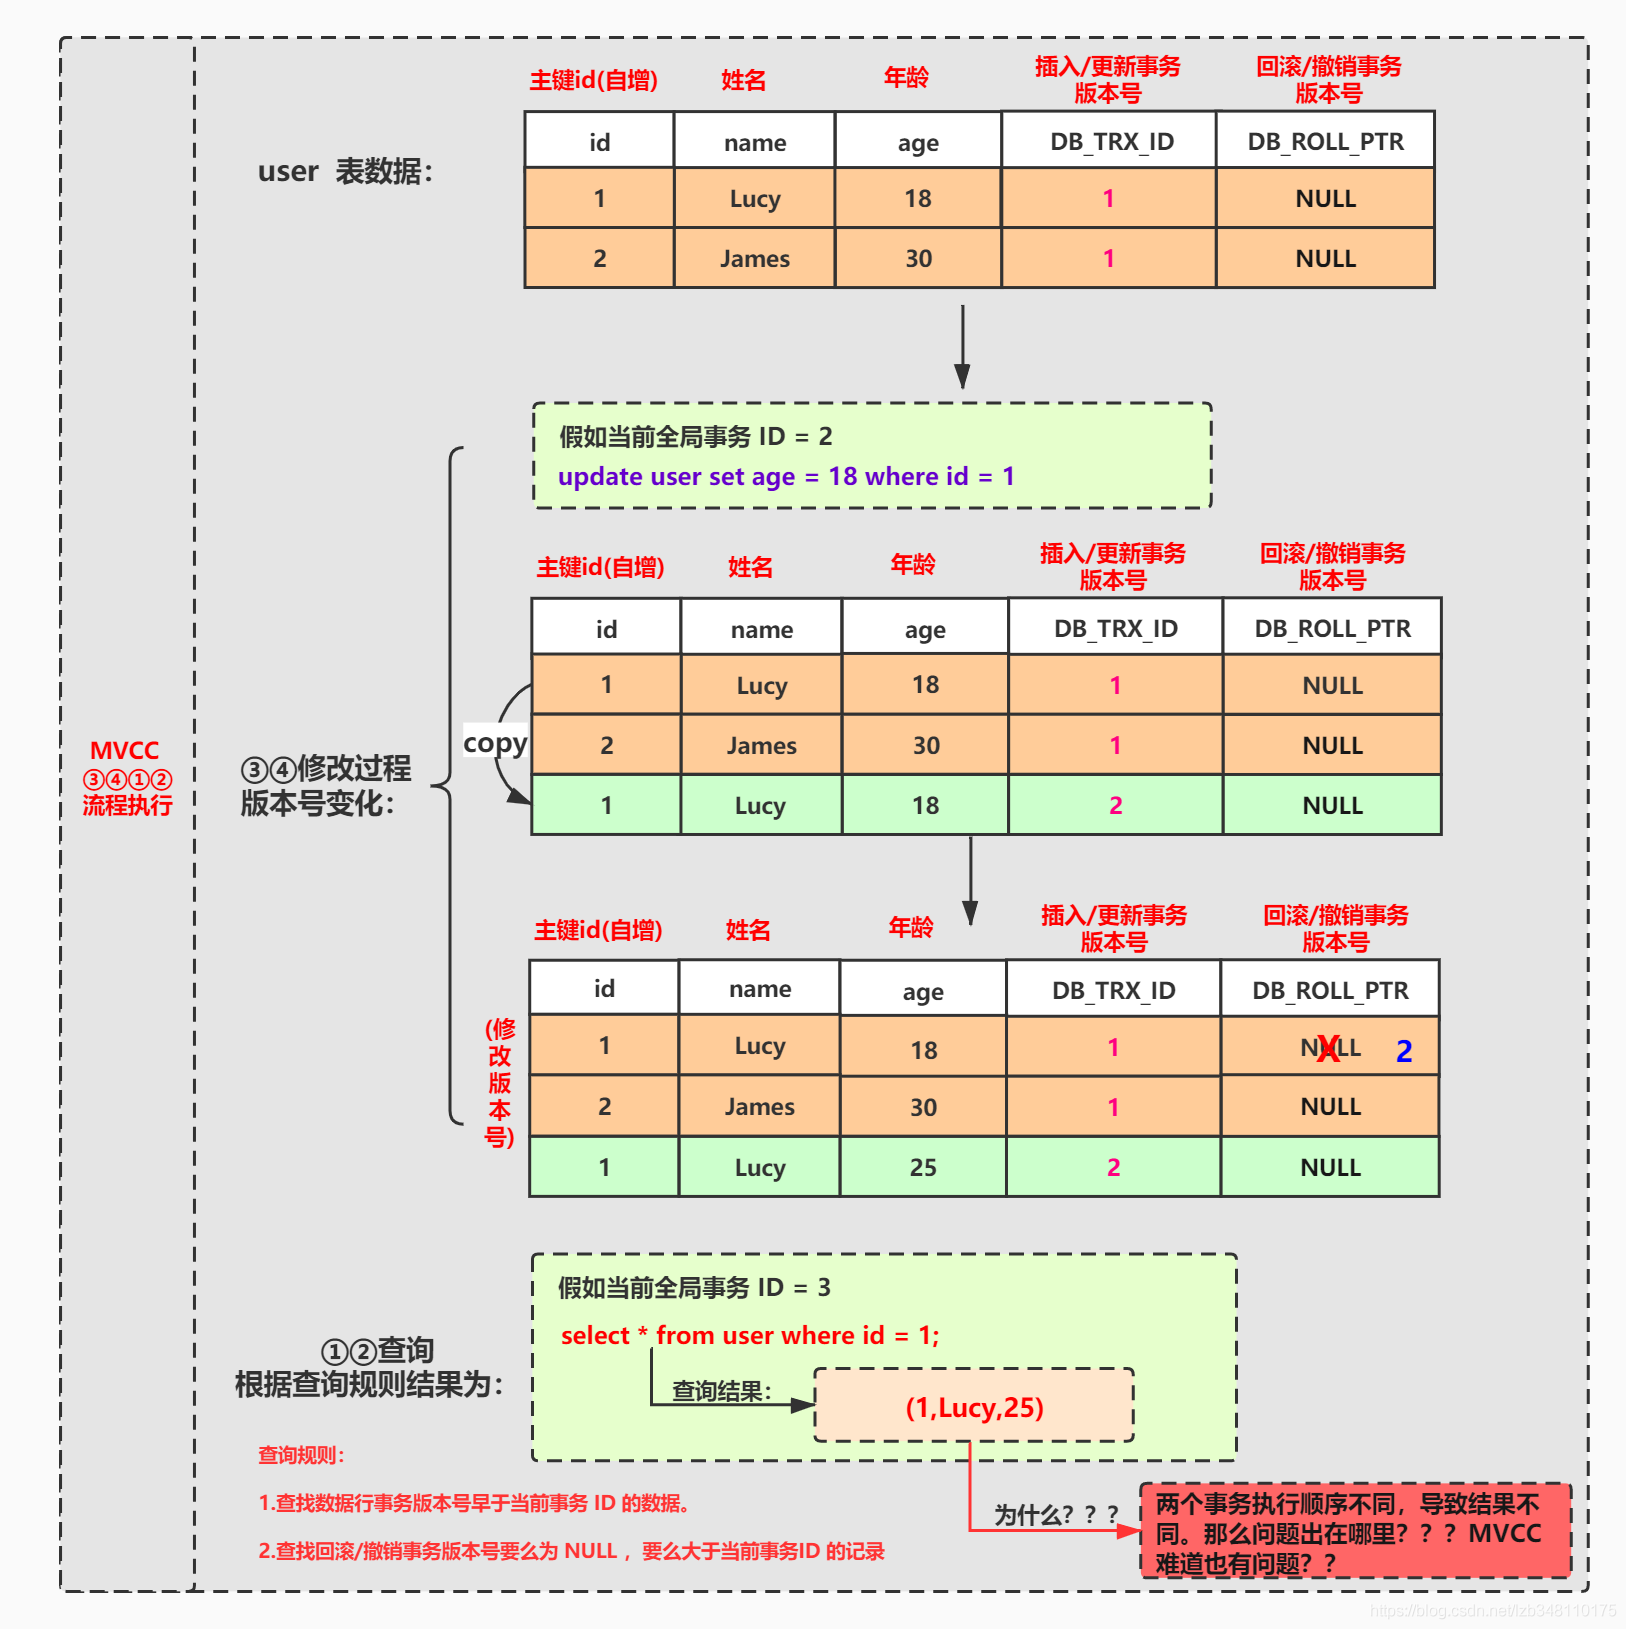 主键id(自增) 姓名 年龄 插入/更新事务 回滚/撤销事务
版本号 版本号
user 表数据：
id name age DB_TRX_ID DB_ROLL_PTR
1 Lucy 18 1 NULL
2 James 30 1 NULL
假如当前全局事务 ID = 2
update user set age = 18 where id = 1
主键id(自增) 姓名 年龄 插入/更新事务 回滚/撤销事务
版本号 版本号
id name age DB_TRX_ID DB_ROLL_PTR
1 Lucy 18 1 NULL
2 James 30 1 NULL
1 Lucy 18 2 NULL
copy
MVCC
③④①②
流程执行
③④修改过程
版本号变化：
主键id(自增) 姓名 年龄 插入/更新事务 回滚/撤销事务
版本号 版本号
id name age DB_TRX_ID DB_ROLL_PTR
1 Lucy 18 1 NULL X 2
2 James 30 1 NULL
1 Lucy 25 2 NULL
(修
改
版
本
号)
假如当前全局事务 ID = 3
select * from user where id = 1;
查询结果：
(1,Lucy,25)
①②查询
根据查询规则结果为：
查询规则：
1.查找数据行事务版本号早于当前事务 ID 的数据。
2.查找回滚/撤销事务版本号要么为 NULL ，要么大于当前事务ID 的记录
为什么？？？
两个事务执行顺序不同，导致结果不
同。那么问题出在哪里？？？MVCC
难道也有问题？？
https://blog.csdn.net/lzb348110175